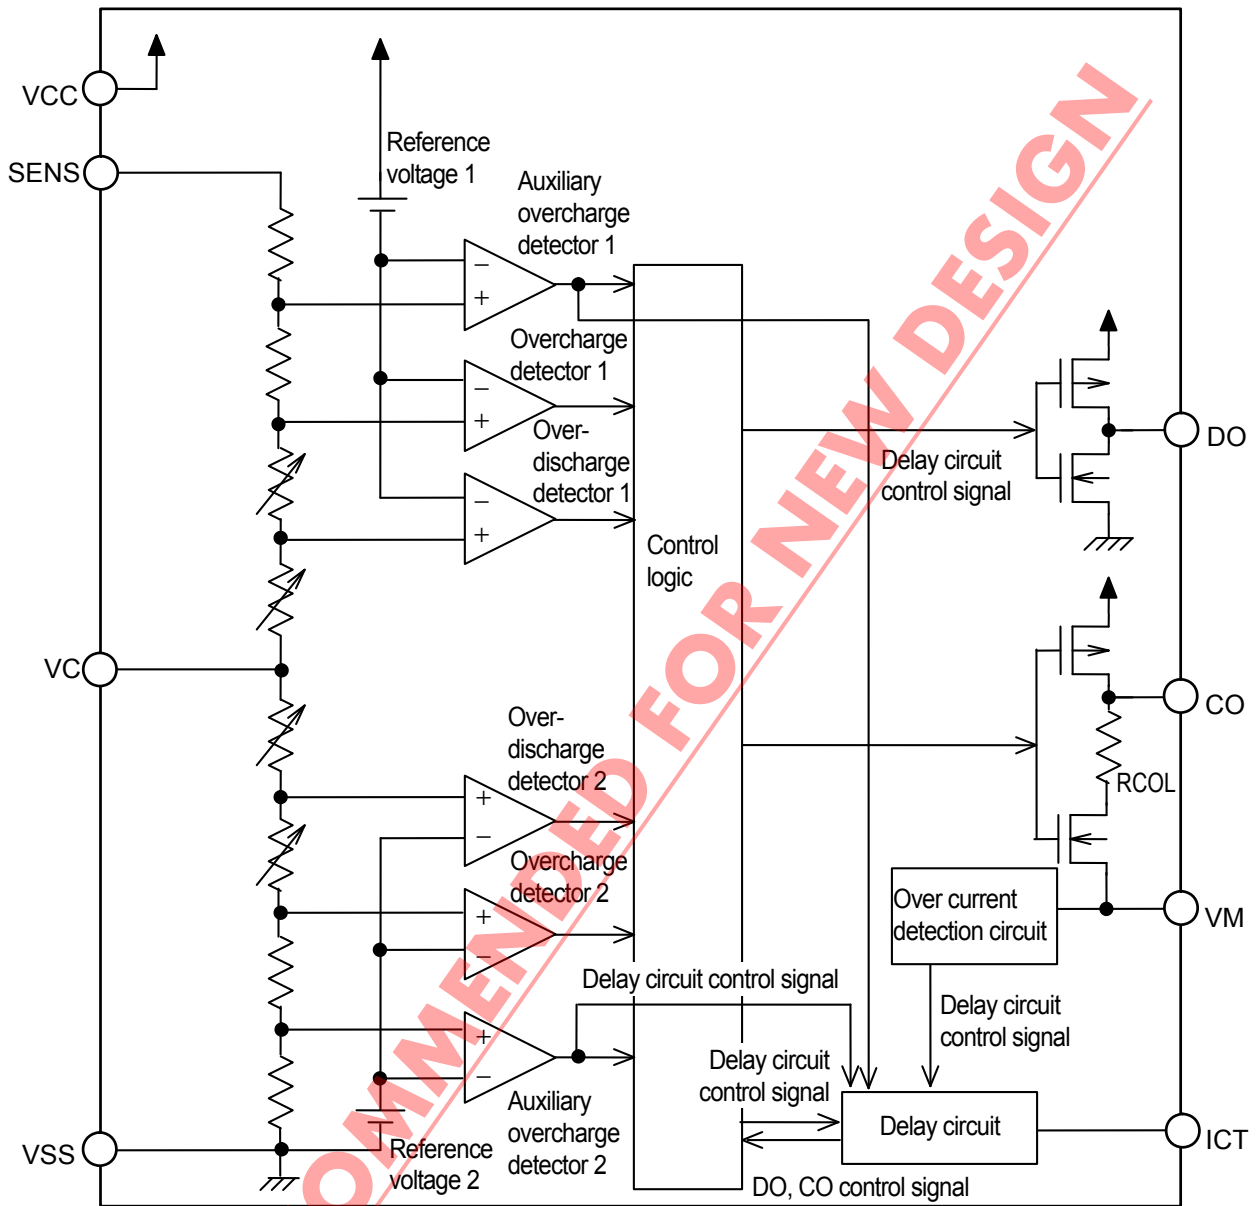 VCC
SENS
Reference
voltage 1
Auxiliary
overcharge
detector 1
−
+
Overcharge
detector 1
−
+
Over-
discharge
detector 1
−
+
Control
logic
Delay circuit
control signal
DO
VC
CO
RCOL
Over-
discharge
detector 2
+
−
Overcharge
detector 2
+
−
Over current
detection circuit
VM
Delay circuit control signal
Delay circuit
control signal
+
−
Delay circuit
control signal
Auxiliary
overcharge
detector 2
Delay circuit
ICT
VSS
Reference
voltage 2
DO, CO control signal
OMMENDED FOR NEW DESIGN